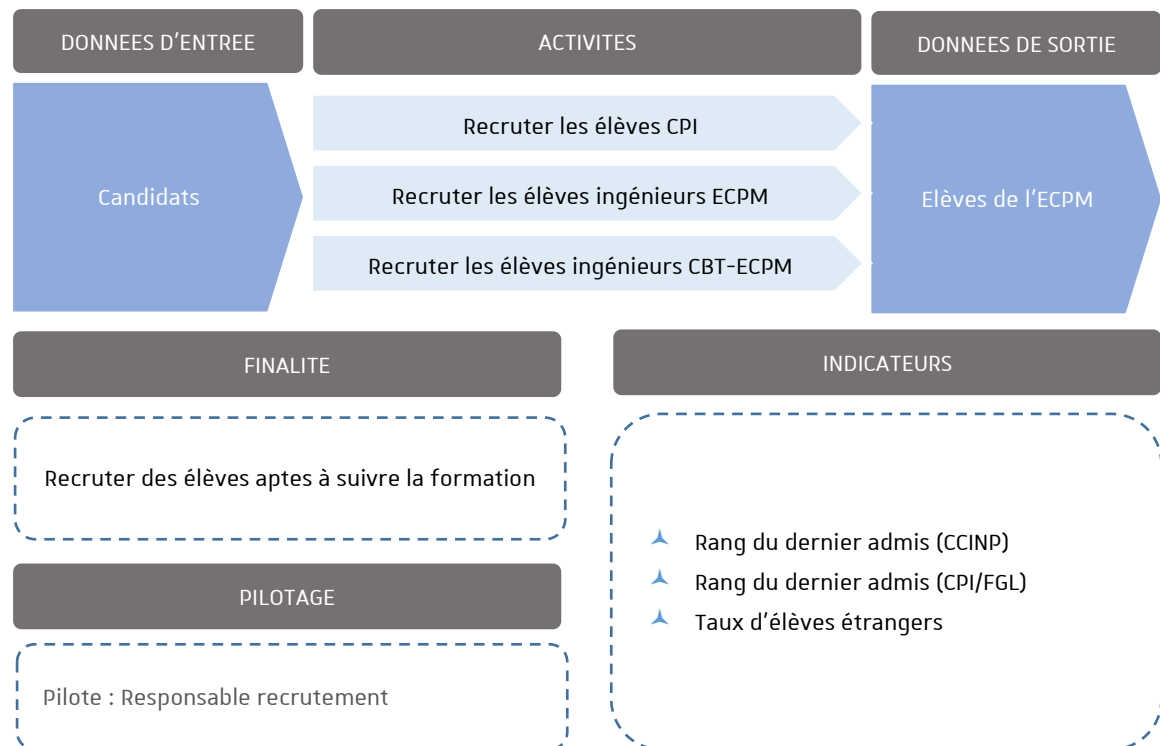 DONNEES D'ENTREE
ACTIVITES
DONNEES DE SORTIE
Candidats
Recruter les élèves CPI
Recruter les élèves ingénieurs ECPM
Recruter les élèves ingénieurs CBT-ECPM
Elèves de l'ECPM
FINALITE
Recruter des élèves aptes à suivre la formation
PILOTAGE
Pilote : Responsable recrutement
INDICATEURS
Rang du dernier admis (CCINP)
Rang du dernier admis (CPI/FGL)
Taux d'élèves étrangers